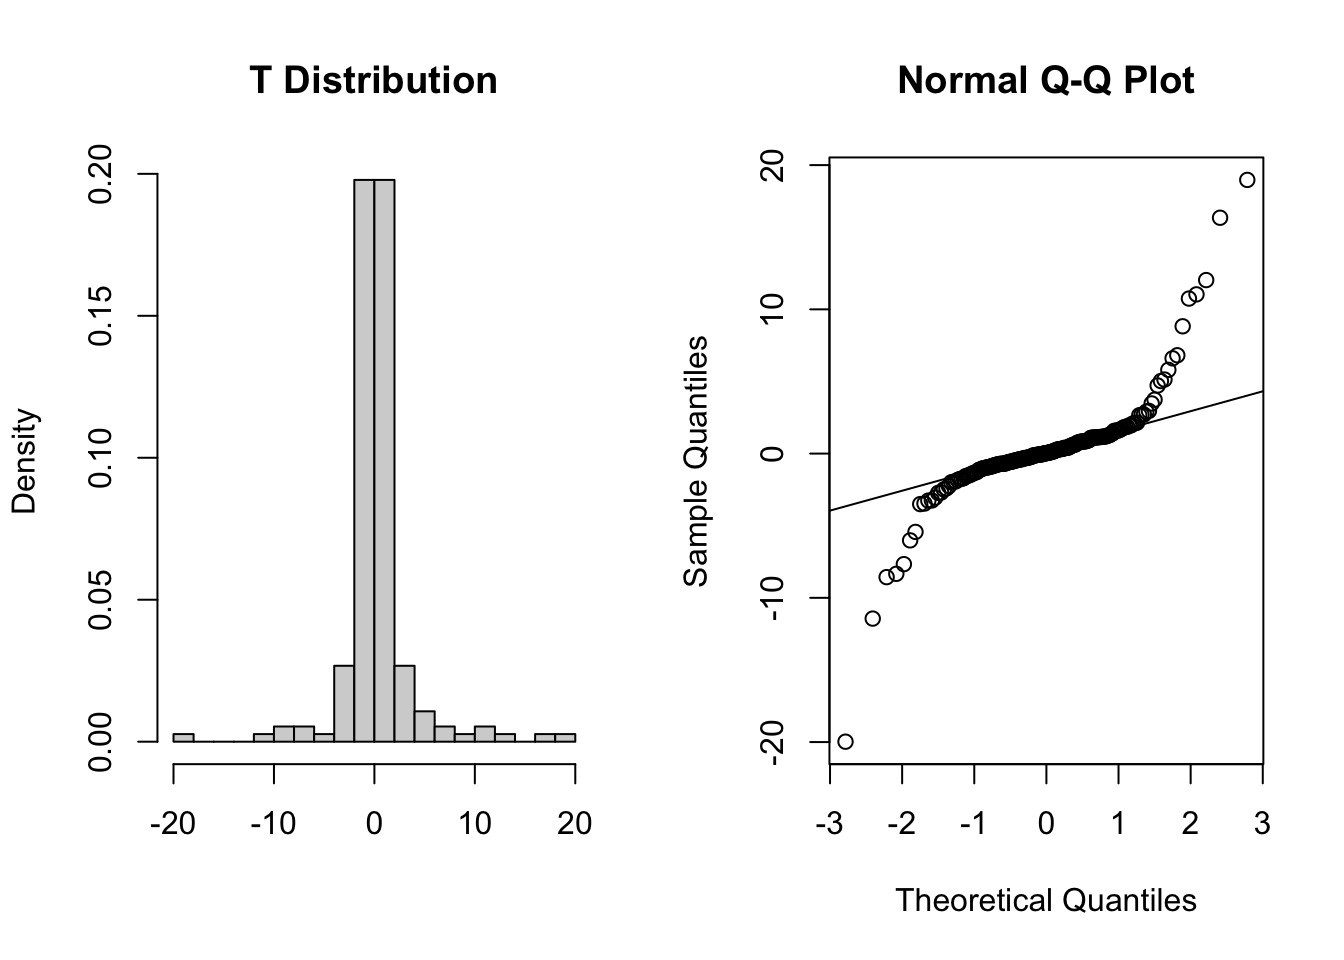 T Distribution
Density
0.00 0.05 0.10 0.15 0.20
-20 -10 0 10 20
Normal Q-Q Plot
Sample Quantiles
-20 -10 0 10 20
-3 -2 -1 0 1 2 3
Theoretical Quantiles